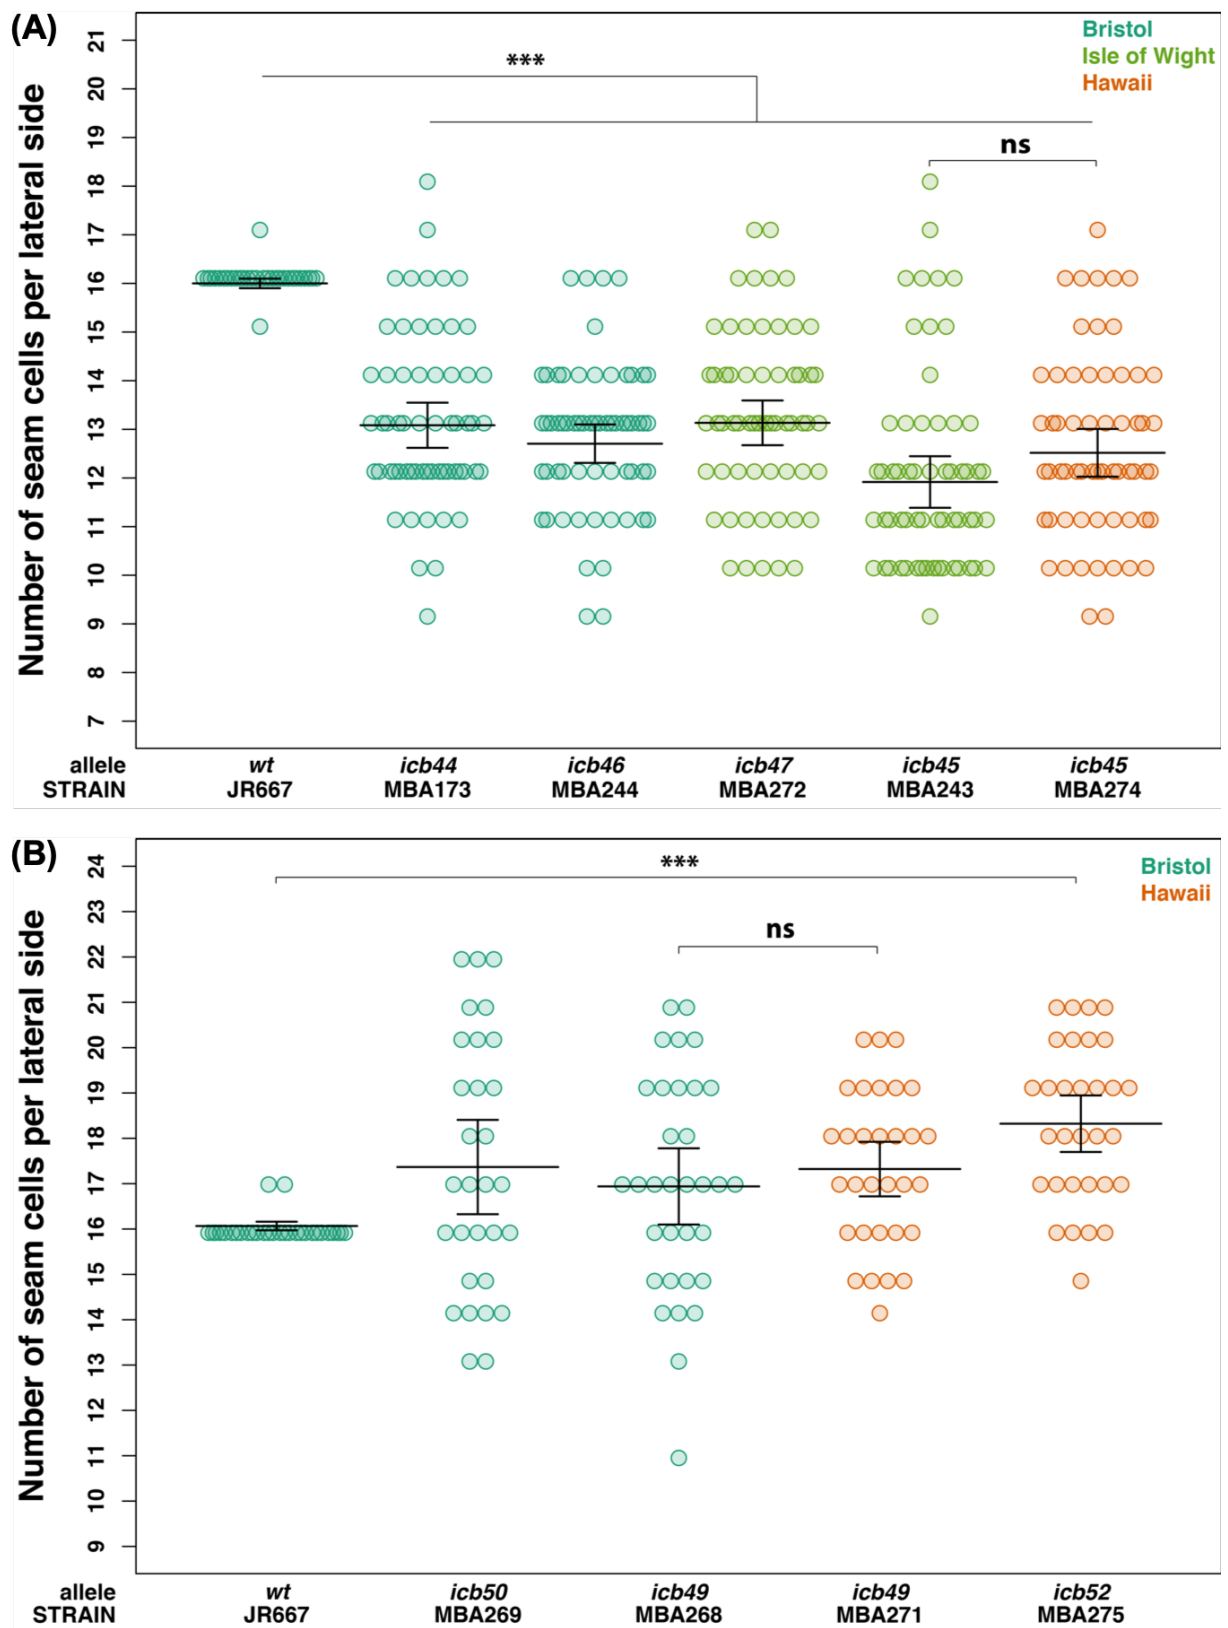 (A)
Bristol
Isle of Wight
Hawaii
***
ns
Number of seam cells per lateral side
21
20
19
18
17
16
15
14
13
12
11
10
9
8
7
allele wt icb44 icb46 icb47 icb45 icb45
STRAIN JR667 MBA173 MBA244 MBA272 MBA243 MBA274
(B)
Bristol
Hawaii
***
ns
Number of seam cells per lateral side
24
23
22
21
20
19
18
17
16
15
14
13
12
11
10
9
allele wt icb50 icb49 icb49 icb52
STRAIN JR667 MBA269 MBA268 MBA271 MBA275